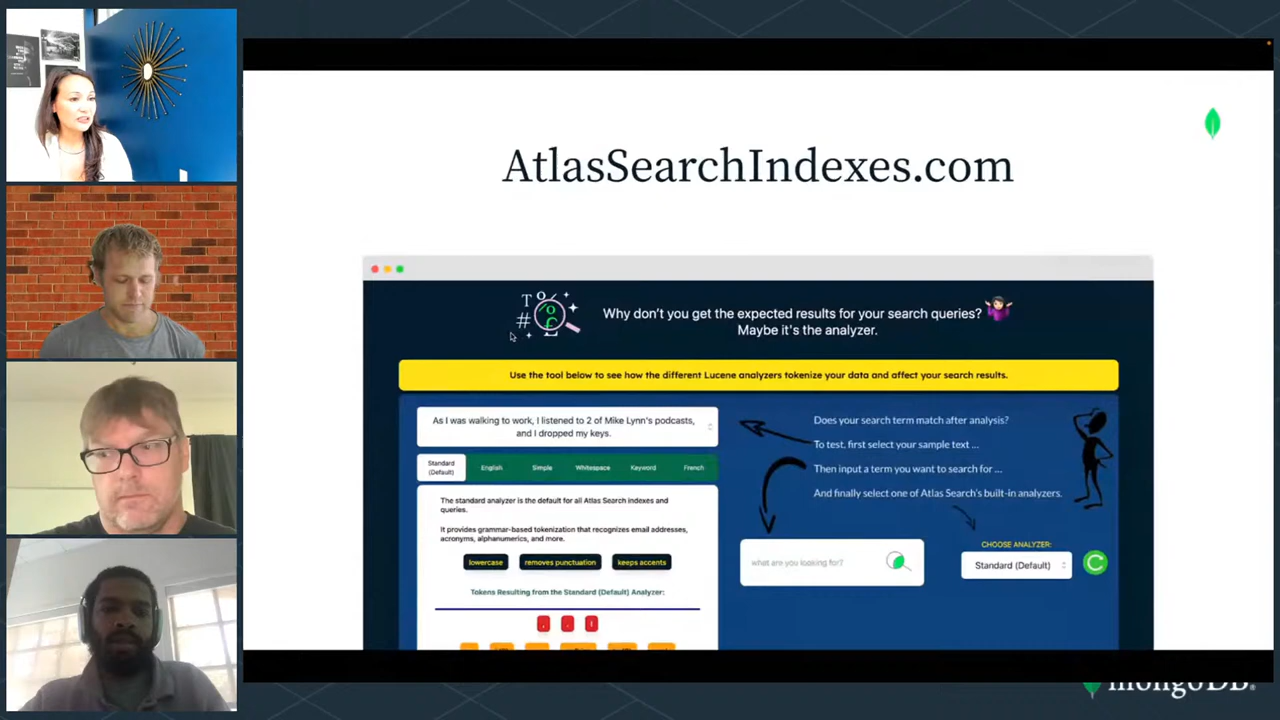 AtlasSearchIndexes.com
Why don't you get the expected results for your search queries?
Maybe it's the analyzer.
Use the tool below to see how the different Lucene analyzers tokenize your data and affect your search results.
As I was walking to work, I listened to 2 of Mike Lynn's podcasts,
and I dropped my keys.
Standard
(Default)
English
Simple
Whitespace
Keyword
French
The standard analyzer is the default for all Atlas Search indexes and
queries.
It provides grammar-based tokenization that recognizes email addresses,
acronyms, alphanumerics, and more.
lowercase
removes punctuation
keeps accents
Tokens Resulting from the Standard (Default) Analyzer:
Does your search term match after analysis?
To test, first select your sample text ...
Then input a term you want to search for ...
And finally select one of Atlas Search's built-in analyzers.
what are you looking for?
CHOOSE ANALYZER:
Standard (Default)
mongoDB®